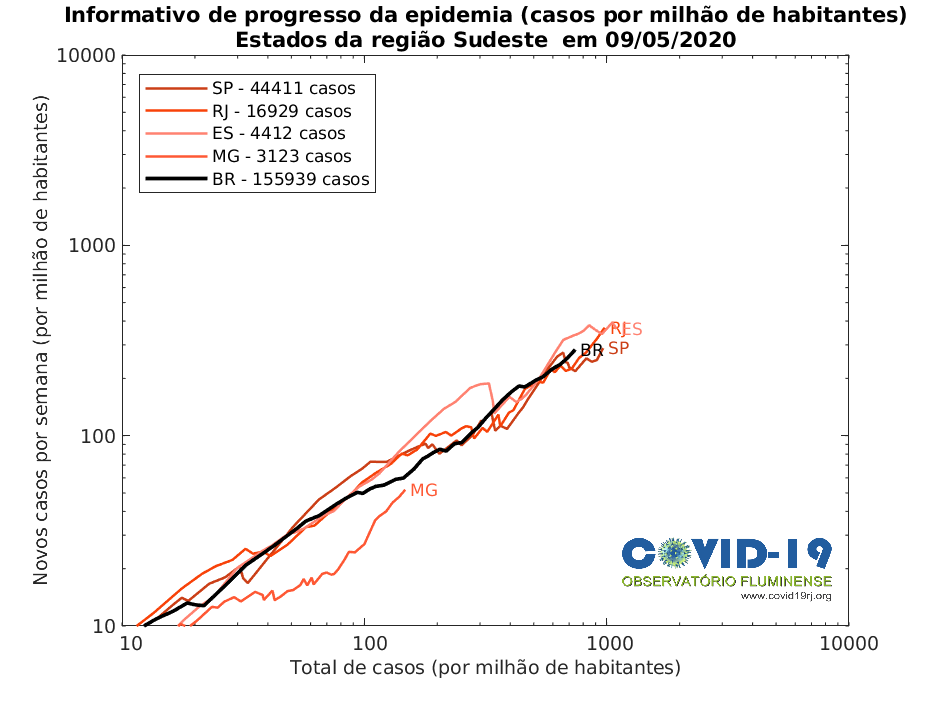 Informativo de progresso da epidemia (casos por milhão de habitantes)
Estados da região Sudeste em 09/05/2020
Novos casos por semana (por milhão de habitantes)
10000
1000
100
10
SP - 44411 casos
RJ - 16929 casos
ES - 4412 casos
MG - 3123 casos
BR - 155939 casos
RJ
ES
BR
SP
MG
COVID-19
OBSERVATÓRIO FLUMINENSE
www.covid19rj.org
10
100
1000
10000
Total de casos (por milhão de habitantes)